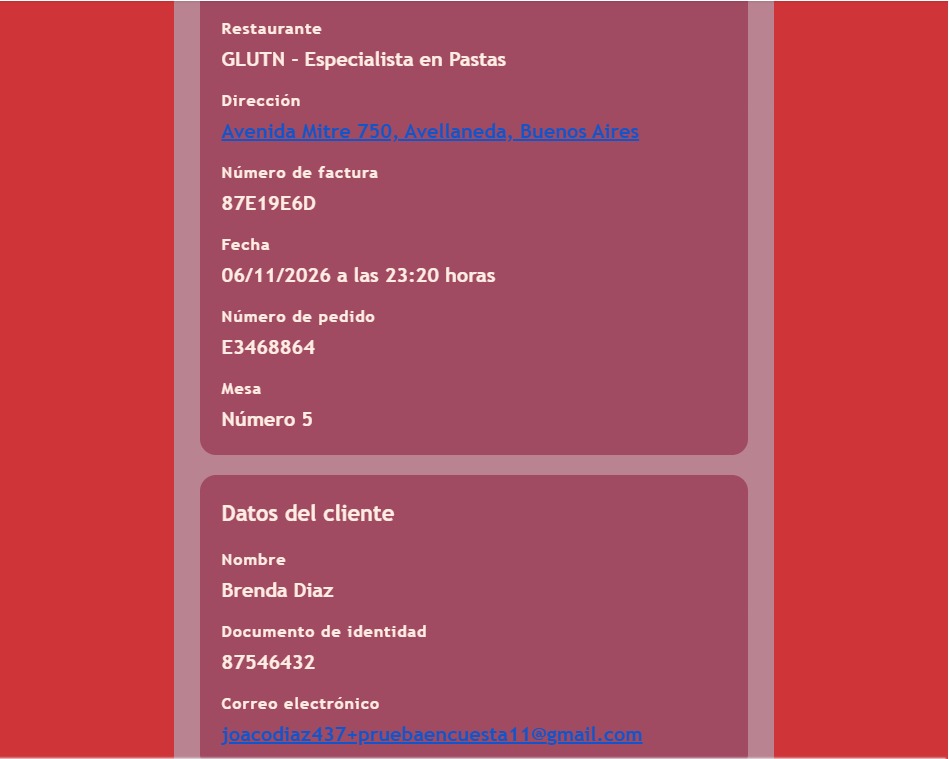 Restaurante
GLUTN - Especialista en Pastas
Dirección
Avenida Mitre 750, Avellaneda, Buenos Aires
Número de factura
87E19E6D
Fecha
06/11/2026 a las 23:20 horas
Número de pedido
E3468864
Mesa
Número 5
Datos del cliente
Nombre
Brenda Diaz
Documento de identidad
87546432
Correo electrónico
joacodiaz437+pruebaencuesta11@gmail.com